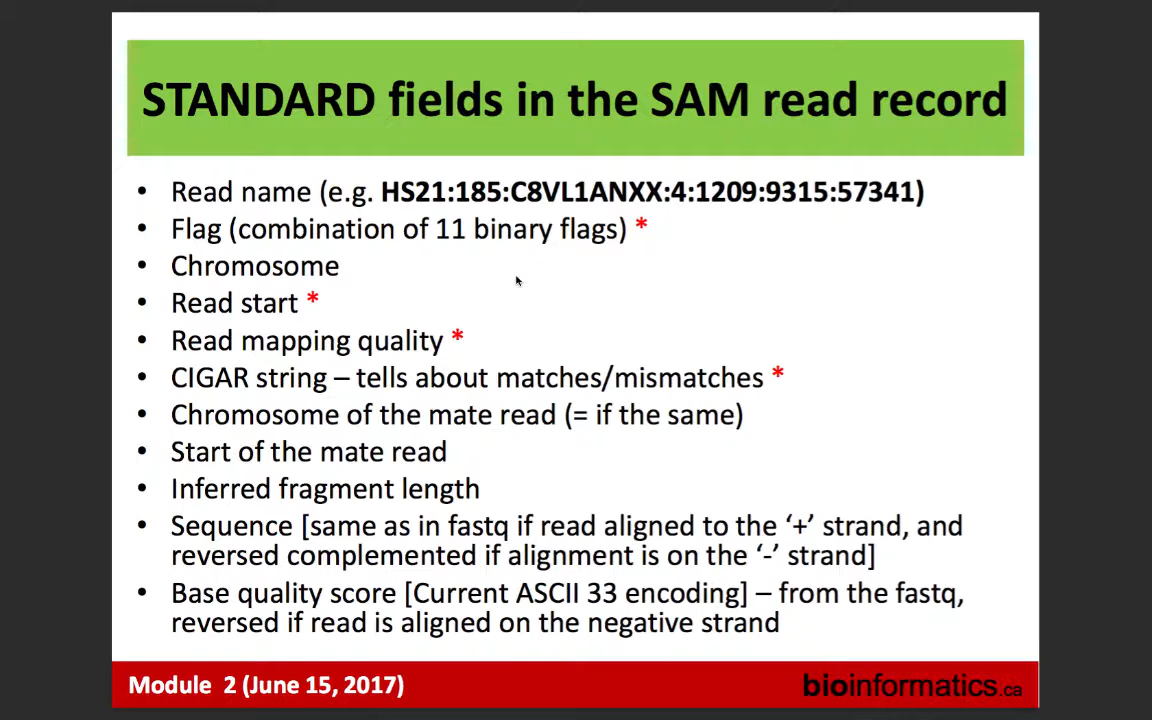 STANDARD fields in the SAM read record
• Read name (e.g. HS21:185:C8VL1ANXX:4:1209:9315:57341)
• Flag (combination of 11 binary flags) *
• Chromosome
• Read start *
• Read mapping quality *
• CIGAR string – tells about matches/mismatches *
• Chromosome of the mate read (= if the same)
• Start of the mate read
• Inferred fragment length
• Sequence [same as in fastq if read aligned to the ‘+’ strand, and
reversed complemented if alignment is on the ‘-’ strand]
• Base quality score [Current ASCII 33 encoding] – from the fastq,
reversed if read is aligned on the negative strand
Module 2 (June 15, 2017)
bioinformatics.ca